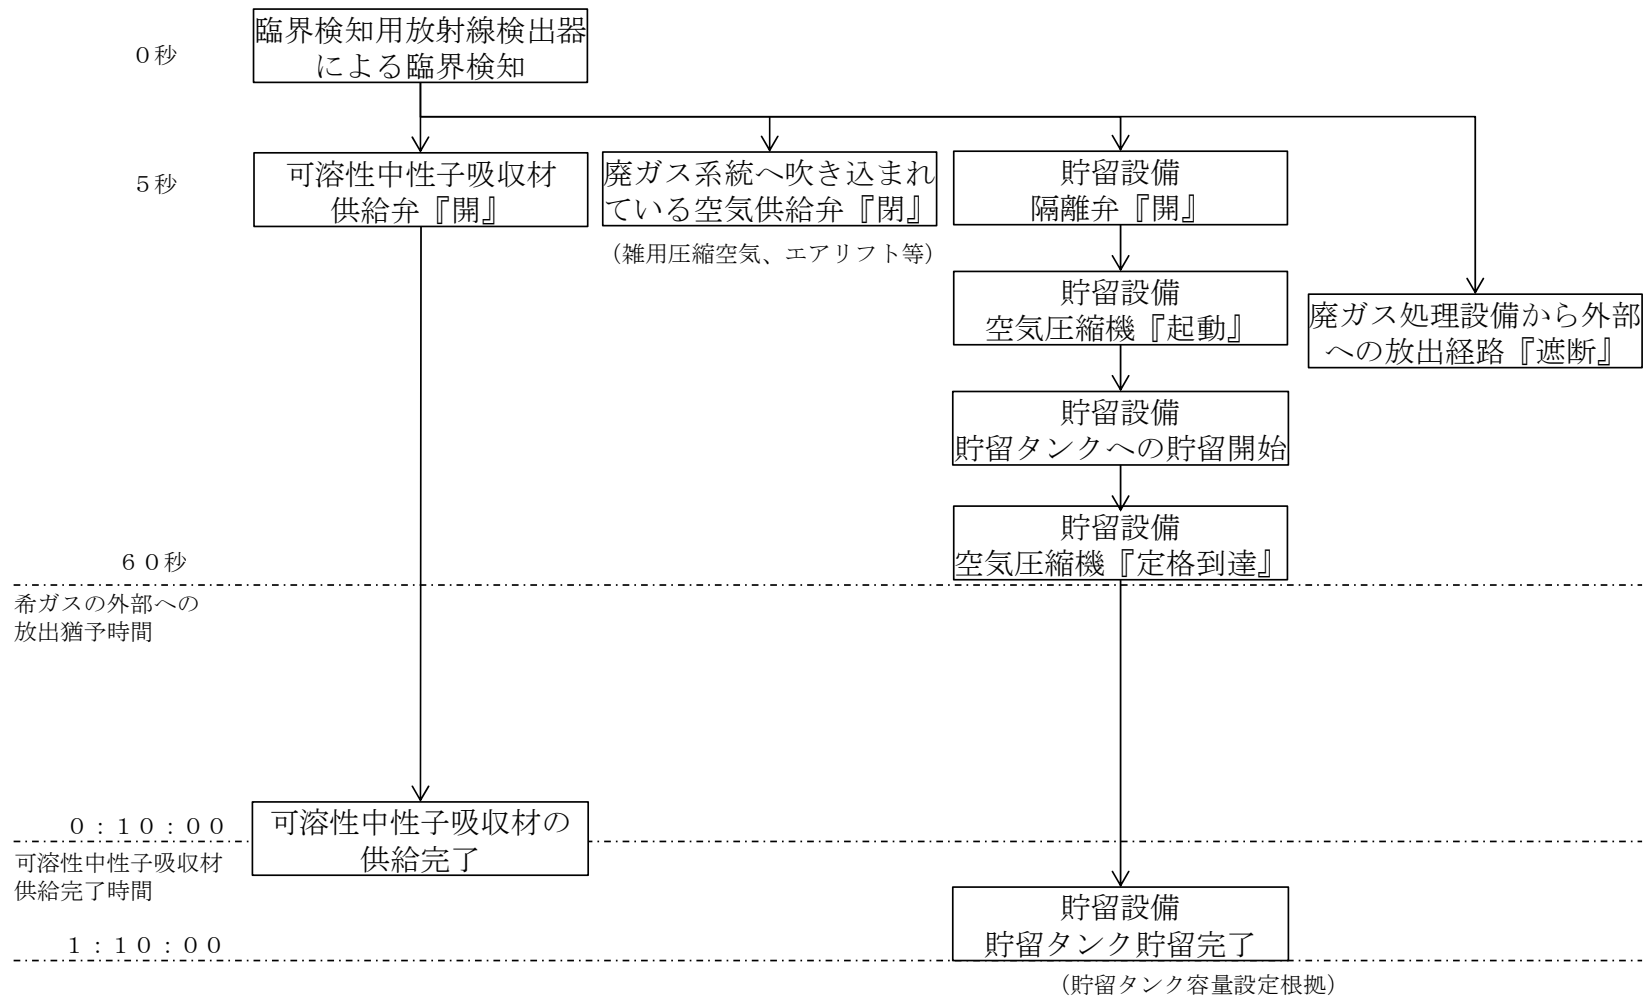 0秒
臨界検知用放射線検出器
による臨界検知
5秒
可溶性中性子吸収材
供給弁『開』
廃ガス系統へ吹き込まれ
ている空気供給弁『閉』
(雑用圧縮空気、エアリフト等)
貯留設備
隔離弁『開』
貯留設備
空気圧縮機『起動』
廃ガス処理設備から外部
への放出経路『遮断』
貯留設備
貯留タンクへの貯留開始
貯留設備
空気圧縮機『定格到達』
60秒
希ガスの外部への
放出猶予時間
0:10:00
可溶性中性子吸収材の
供給完了
可溶性中性子吸収材
供給完了時間
貯留設備
貯留タンク貯留完了
1:10:00
(貯留タンク容量設定根拠)